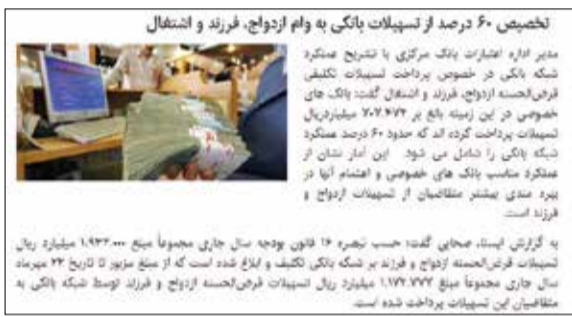 تخصیص ۶۰ درصد از تسهیلات بانکی به وام ازدواج، فرزند و اشتغال
مدیر اداره اعتبارات بانک مرکزی با تشریح عملکرد
شبکه بانکی در خصوص پرداخت تسهیلات تکلیفی
قرض‌الحسنه ازدواج، فرزند و اشتغال گفت: بانک های
خصوصی در این زمینه بالغ بر ۷۰۷.۴۷۴ میلیاردریال
تسهیلات پرداخت کرده اند که حدود ۶۰ درصد عملکرد
شبکه بانکی را شامل می شود. این آمار نشان از
عملکرد مناسب بانک های خصوصی و اهتمام آنها در
بهره مندی بیشتر متقاضیان از تسهیلات ازدواج و
فرزند است.
به گزارش ایسنا، صحابی گفت: حسب تبصره ۱۶ قانون بودجه سال جاری مجموعاً مبلغ ۱.۹۳۲.۰۰۰ میلیارد ریال
تسهیلات قرض‌الحسنه ازدواج و فرزند بر شبکه بانکی تکلیف و ابلاغ شده است که از مبلغ مزبور تا تاریخ ۲۳ مهرماه
سال جاری مجموعاً مبلغ ۱.۱۷۲.۷۷۷ میلیارد ریال تسهیلات قرض‌الحسنه ازدواج و فرزند توسط شبکه بانکی به
متقاضیان این تسهیلات پرداخت شده است.